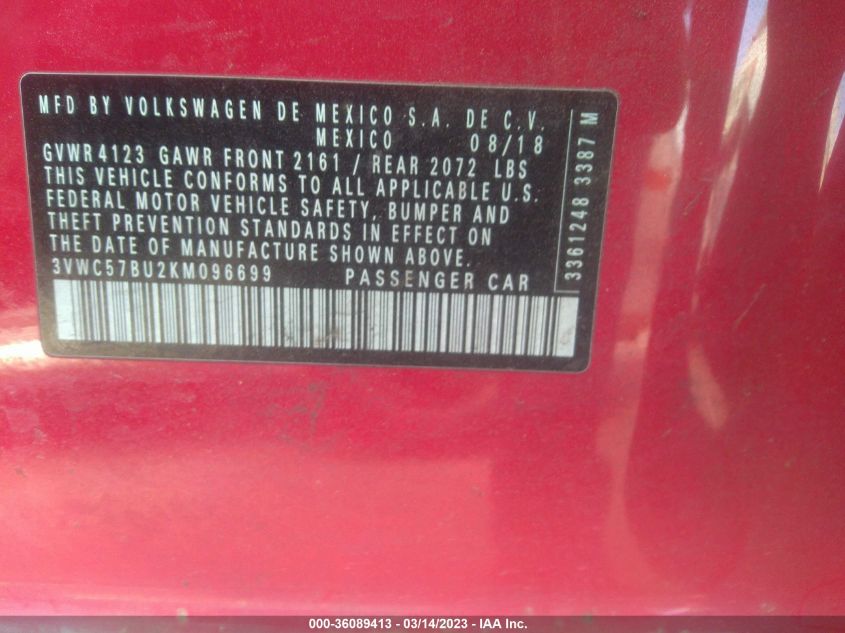 MFD BY VOLKSWAGEN DE MEXICO S.A. DE C.V.
MEXICO 08/18
GVWR 4123 GAWR FRONT 2161 / REAR 2072 LBS
THIS VEHICLE CONFORMS TO ALL APPLICABLE U.S.
FEDERAL MOTOR VEHICLE SAFETY, BUMPER AND
THEFT PREVENTION STANDARDS IN EFFECT ON
THE DATE OF MANUFACTURE SHOWN ABOVE.
3VWC57BU2KM096699 PASSENGER CAR
3361248 3387 M
000-36089413 - 03/14/2023 - IAA Inc.